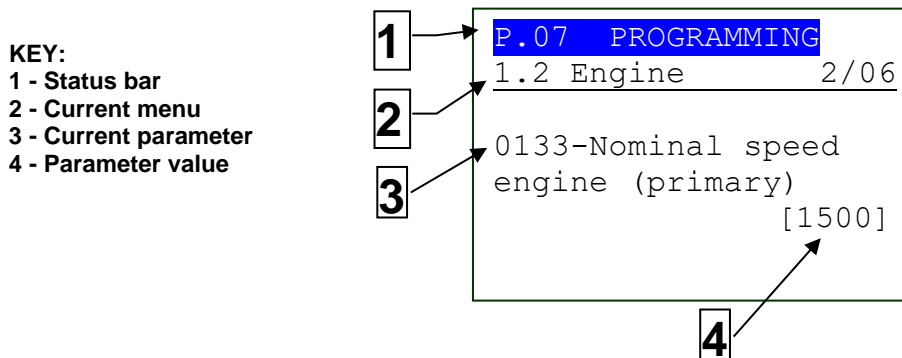 KEY:
1 - Status bar
2 - Current menu
3 - Current parameter
4 - Parameter value
1
P.07 PROGRAMMING
1.2 Engine 2/06
2
0133-Nominal speed
engine (primary)
3
[1500]
4